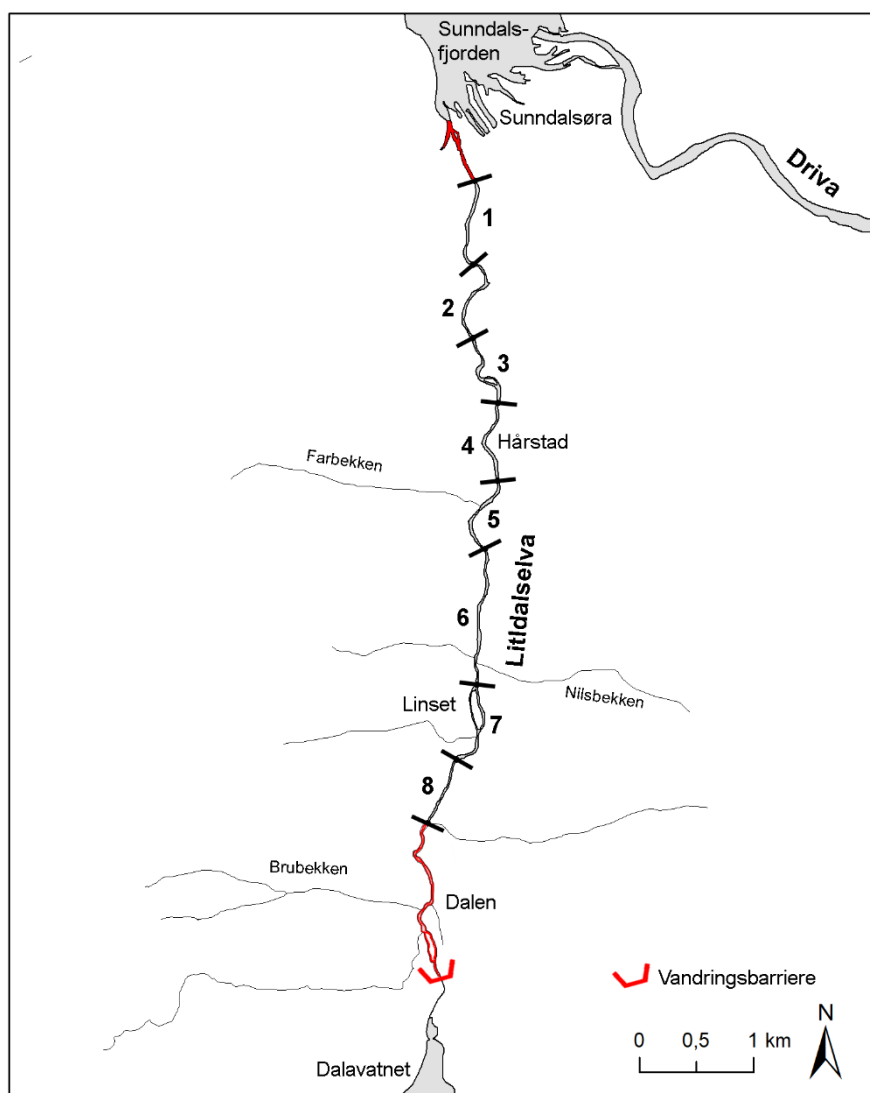 Sunndals-
fjorden
Sunndalsøra
Driva
1
2
3
4
Hårstad
Farbekken
5
Litldalselva
6
Nilsbekken
Linset
7
8
Brubekken
Dalen
Vandringsbarriere
N
0 0,5 1 km
Dalavatnet